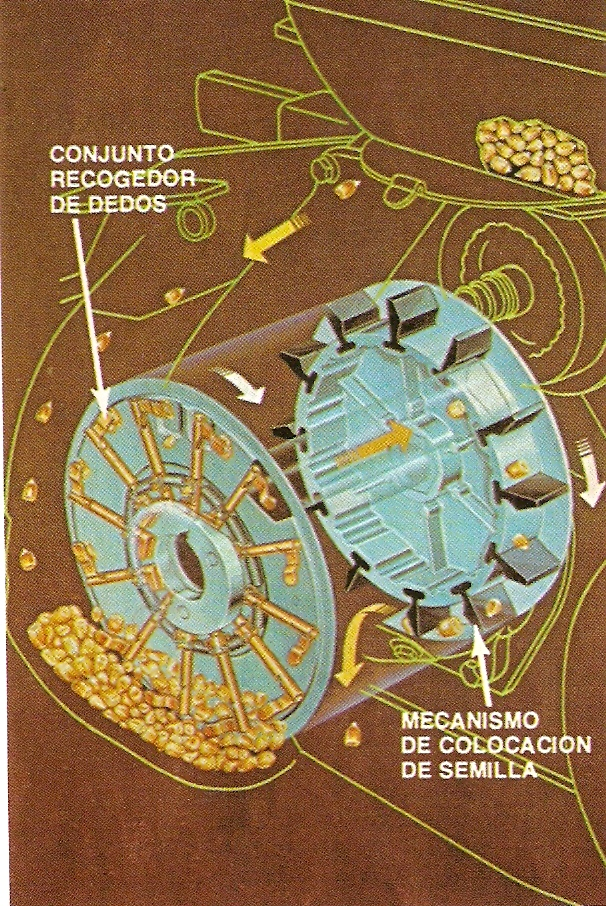 CONJUNTO
RECOGEDOR
DE DEDOS
MECANISMO
DE COLOCACION
DE SEMILLA